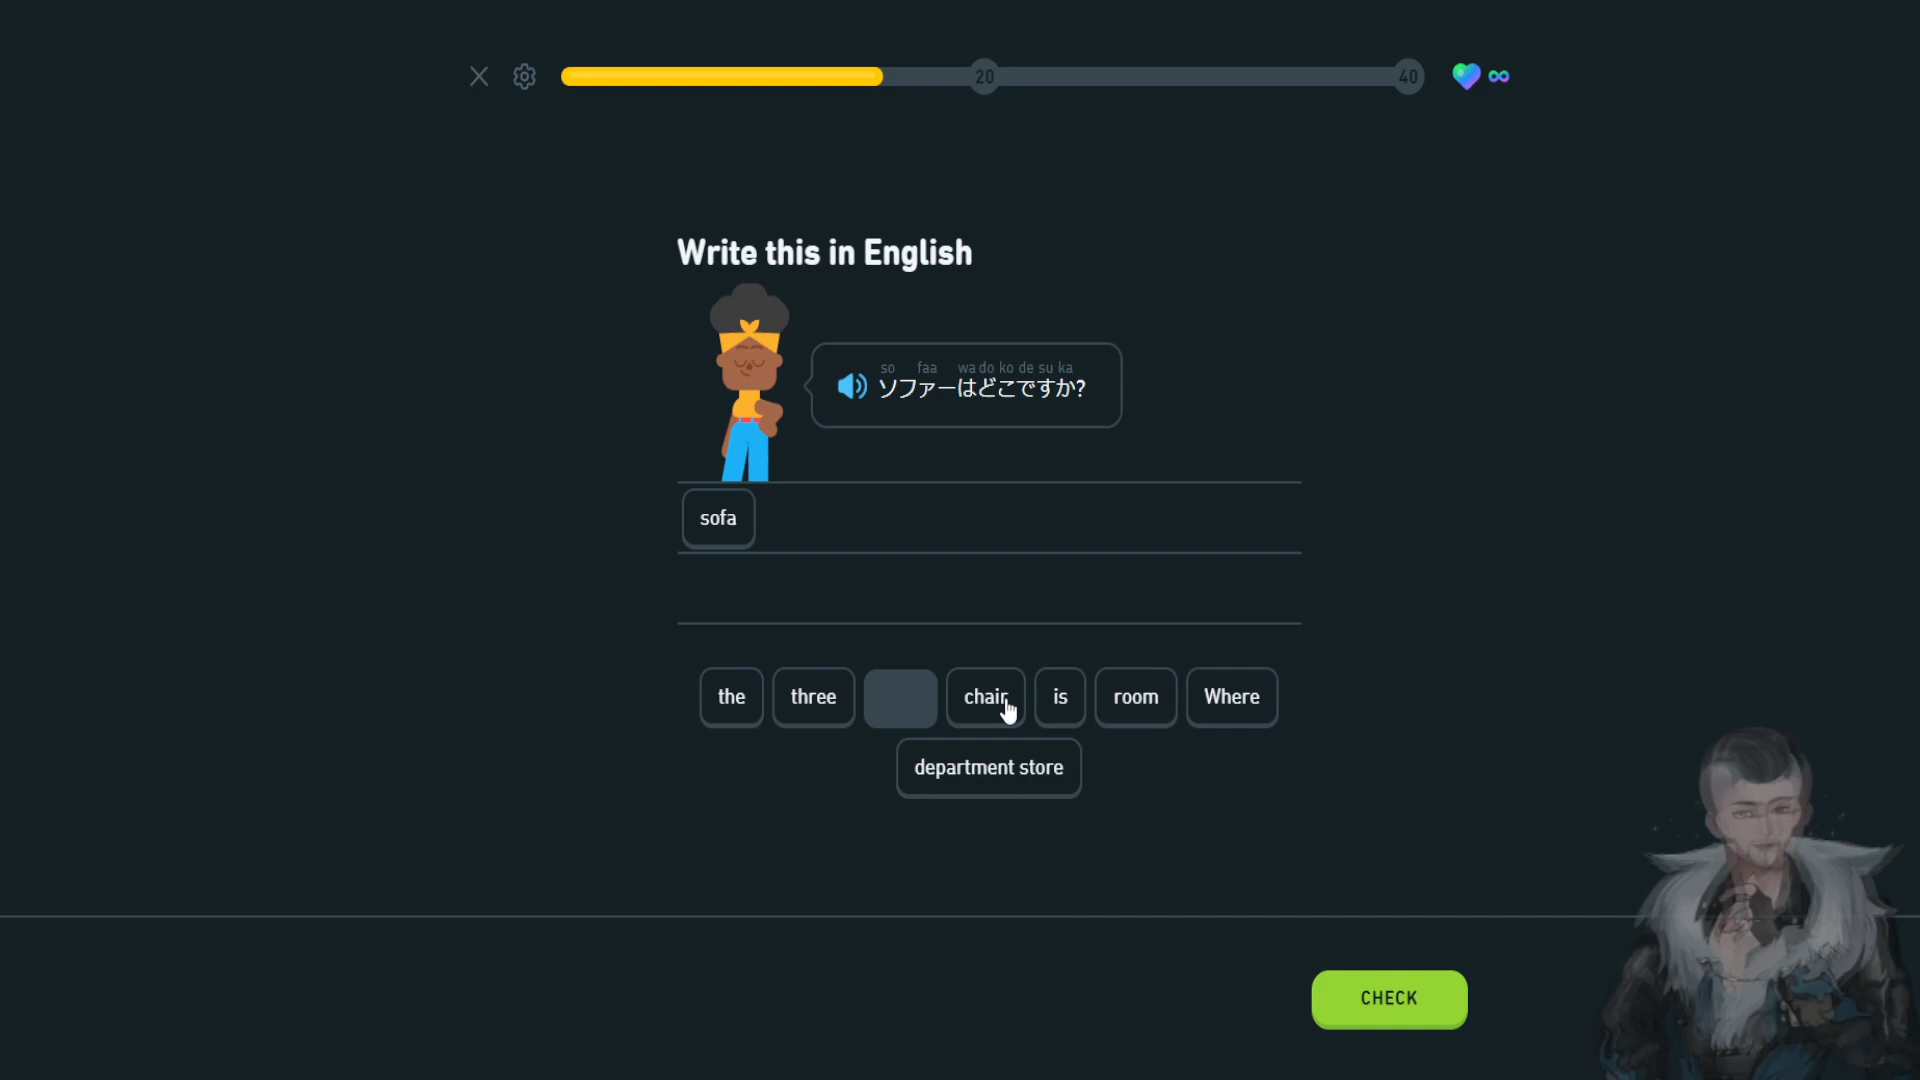 20
40
Write this in English
so faa wa do ko de su ka
ソファーはどこですか?
sofa
the three chair is room Where
department store
CHECK